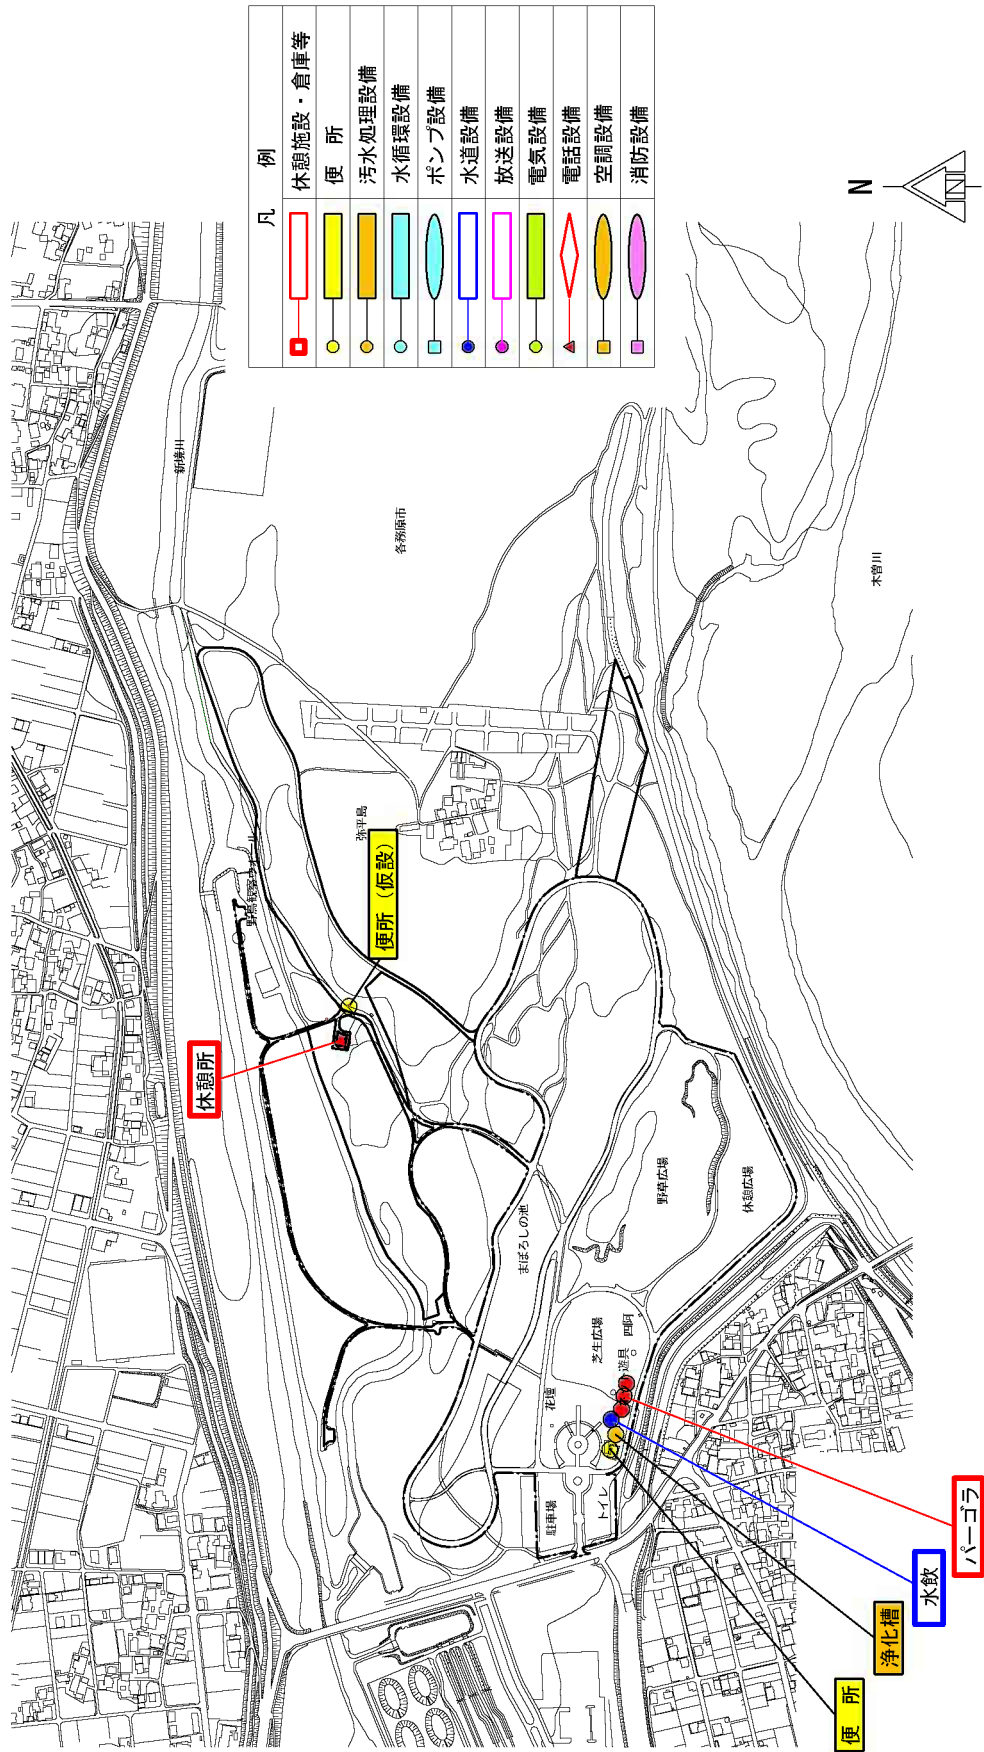 凡 例
休憩施設・倉庫等
便 所
汚水処理設備
水循環設備
ポンプ設備
水道設備
放送設備
電気設備
電話設備
空調設備
消防設備
N
N
新境川
各務原市
木曽川
弥平島
便所（仮設）
休憩所
まぼろしの池
野草広場
休憩広場
芝生広場
遊具
花壇
駐車場
トイレ
パーゴラ
水飲
浄化槽
便 所